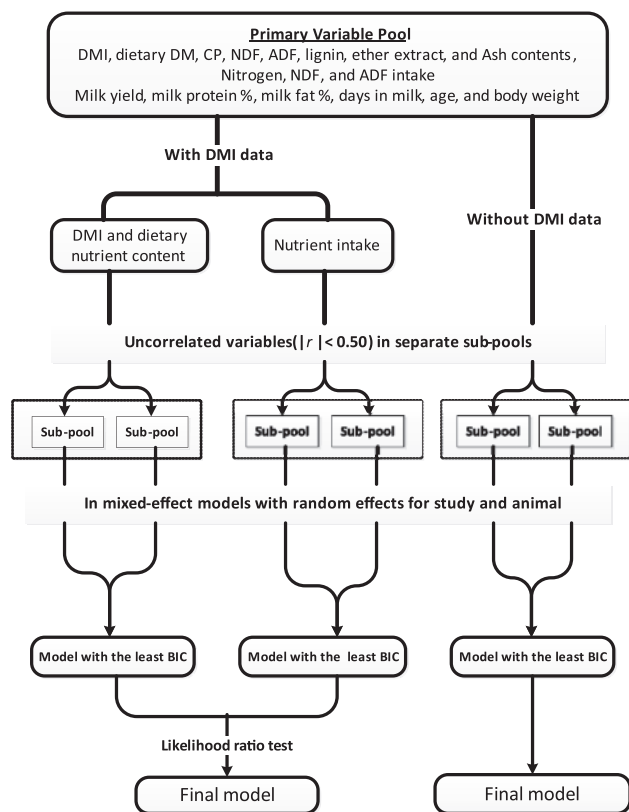 Primary Variable Pool
DMI, dietary DM, CP, NDF, ADF, lignin, ether extract, and Ash contents,
Nitrogen, NDF, and ADF intake
Milk yield, milk protein %, milk fat %, days in milk, age, and body weight
With DMI data
Without DMI data
DMI and dietary
nutrient content
Nutrient intake
Uncorrelated variables(|r|< 0.50) in separate sub-pools
Sub-pool Sub-pool Sub-pool Sub-pool Sub-pool Sub-pool
In mixed-effect models with random effects for study and animal
Model with the least BIC Model with the least BIC Model with the least BIC
Likelihood ratio test
Final model Final model